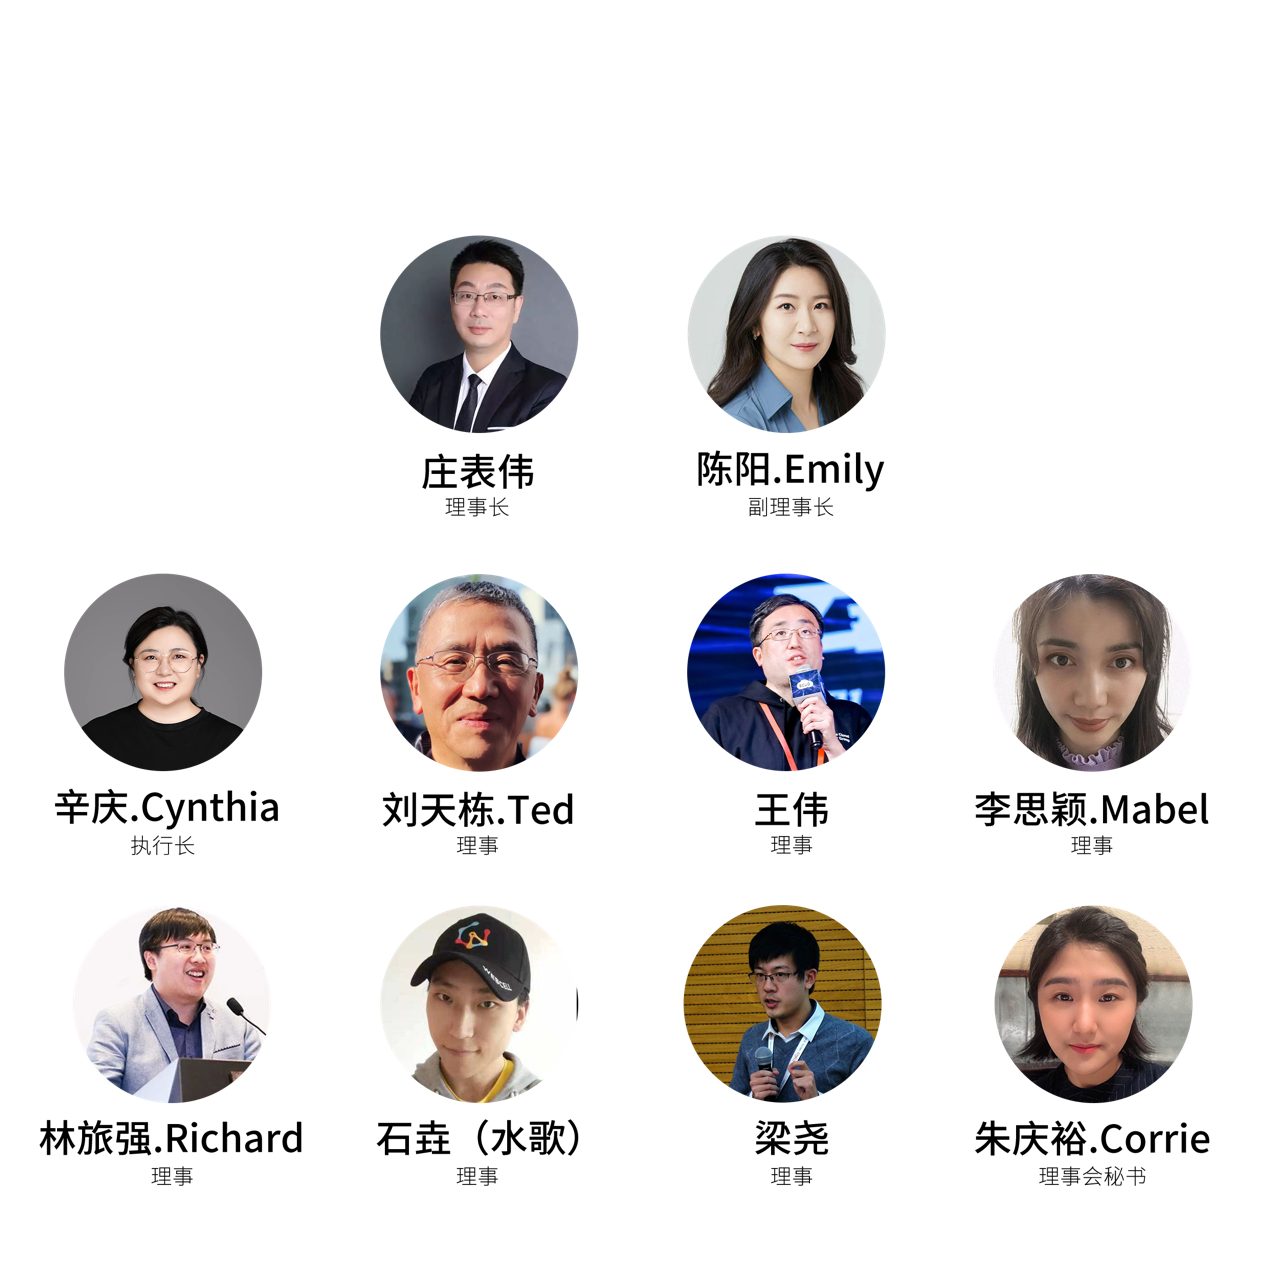 庄表伟
理事长
陈阳.Emily
副理事长
辛庆.Cynthia
执行长
刘天栋.Ted
理事
王伟
理事
李思颖.Mabel
理事
林旅强.Richard
理事
WEBCELL
石垚（水歌）
理事
梁尧
理事
朱庆裕.Corrie
理事会秘书